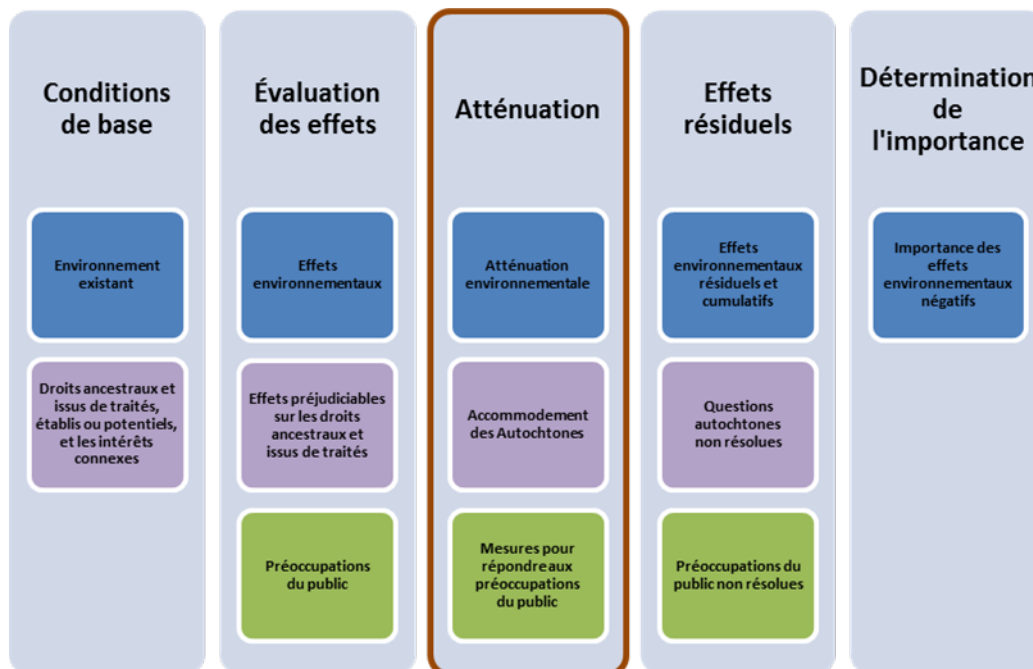 Conditions
de base
Environnement
existant
Droits ancestraux et
issus de traités,
établis ou potentiels,
et les intérêts
connexes
Évaluation
des effets
Effets
environnementaux
Effets préjudiciables
sur les droits
ancestraux et
issus de traités
Préoccupations
du public
Atténuation
Atténuation
environnementale
Accommodement
des Autochtones
Mesures pour
répondre aux
préoccupations
du public
Effets
résiduels
Effets
environnementaux
résiduels et
cumulatifs
Questions
autochtones
non résolues
Préoccupations du
public non résolues
Détermination
de
l'importance
Importance des
effets
environnementaux
négatifs